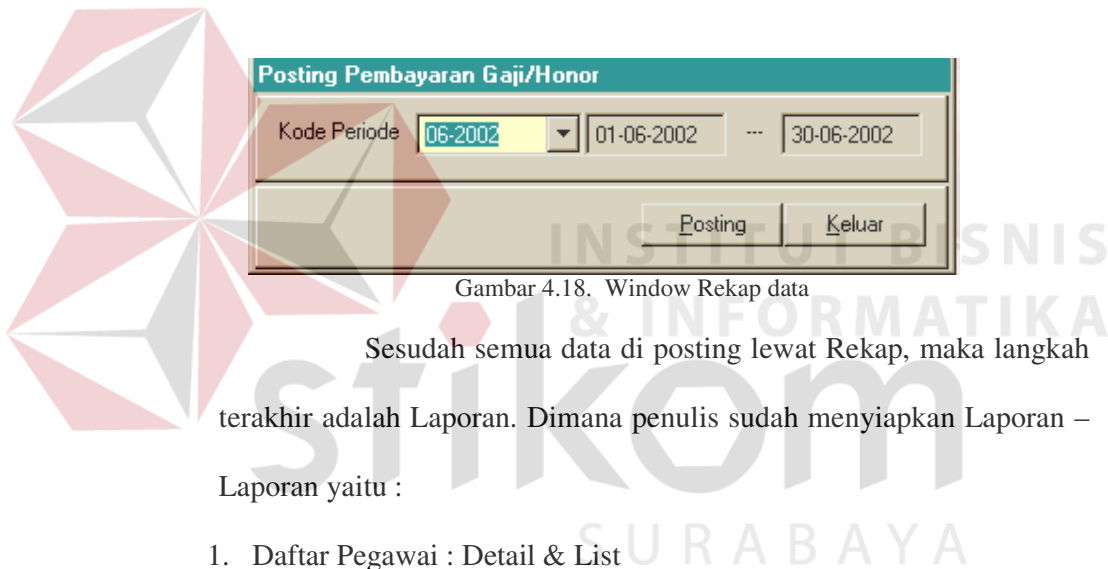 Posting Pembayaran Gaji/Honor
Kode Periode 06-2002 01-06-2002 --- 30-06-2002
Posting Keluar
INSTITUT BISNIS
Gambar 4.18. Window Rekap data
& INFORMATIKA
Sesudah semua data di posting lewat Rekap, maka langkah
stikom
terakhir adalah Laporan. Dimana penulis sudah menyiapkan Laporan –
Laporan yaitu :
SURABAYA
1. Daftar Pegawai : Detail & List